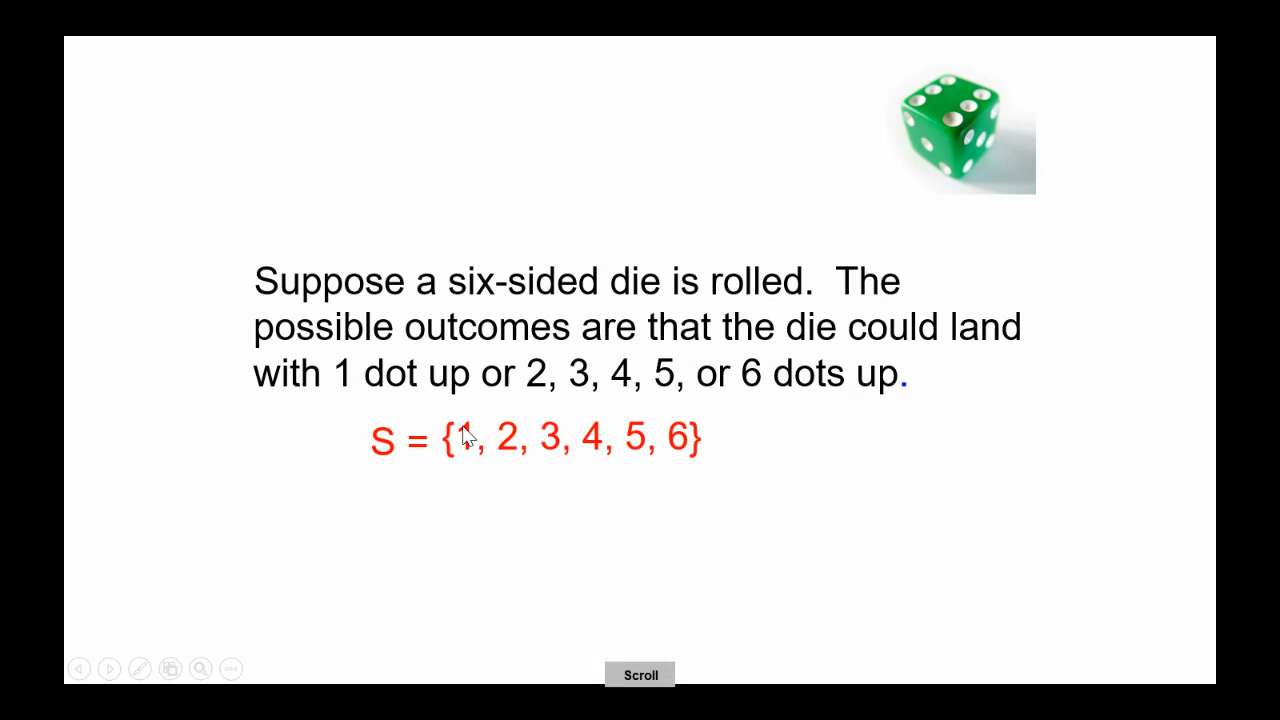 Suppose a six-sided die is rolled.  The
possible outcomes are that the die could land
with 1 dot up or 2, 3, 4, 5, or 6 dots up.
S = {1, 2, 3, 4, 5, 6}
Scroll